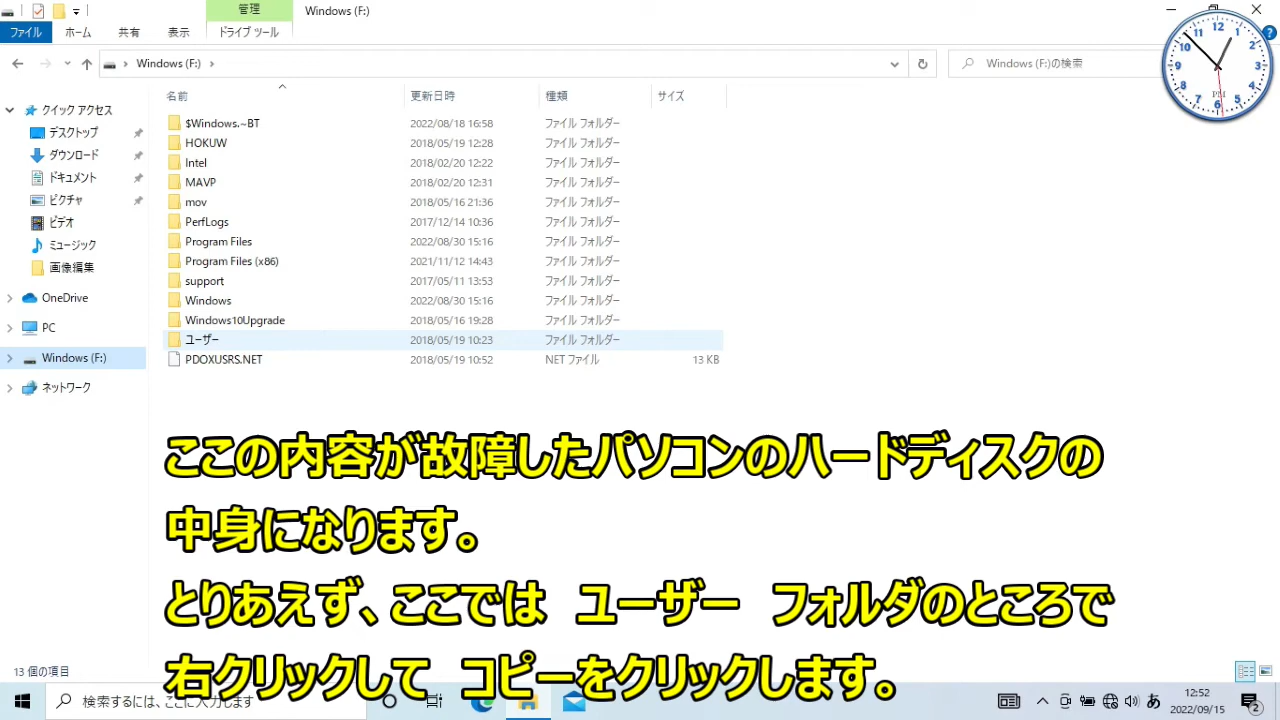 管理
Windows (F:)
ファイル ホーム 共有 表示 ドライブ ツール
Windows (F:)
Windows (F:)の検索
名前 更新日時 種類 サイズ
クイック アクセス
デスクトップ
ダウンロード
ドキュメント
ピクチャ
ビデオ
ミュージック
画像編集
OneDrive
PC
Windows (F:)
ネットワーク
$Windows.~BT 2022/08/18 16:58 ファイル フォルダー
HOKUW 2018/05/19 12:28 ファイル フォルダー
Intel 2018/02/20 12:22 ファイル フォルダー
MAVP 2018/02/20 12:31 ファイル フォルダー
mov 2018/05/16 21:36 ファイル フォルダー
PerfLogs 2017/12/14 10:36 ファイル フォルダー
Program Files 2022/08/30 15:16 ファイル フォルダー
Program Files (x86) 2021/11/12 14:43 ファイル フォルダー
support 2017/05/11 13:53 ファイル フォルダー
Windows 2022/08/30 15:16 ファイル フォルダー
Windows10Upgrade 2018/05/16 19:28 ファイル フォルダー
ユーザー 2018/05/19 10:23 ファイル フォルダー
PDOXUSRS.NET 2018/05/19 10:52 NET ファイル 13 KB
12 1 2 3 4 5 6 7 8 9 10 11
PM
ここの内容が故障したパソコンのハードディスクの
中身になります。
とりあえず、ここでは ユーザー フォルダのところで
右クリックして コピーをクリックします。
13 個の項目
検索するには、ここに入力します
あ
12:52
2022/09/15
2